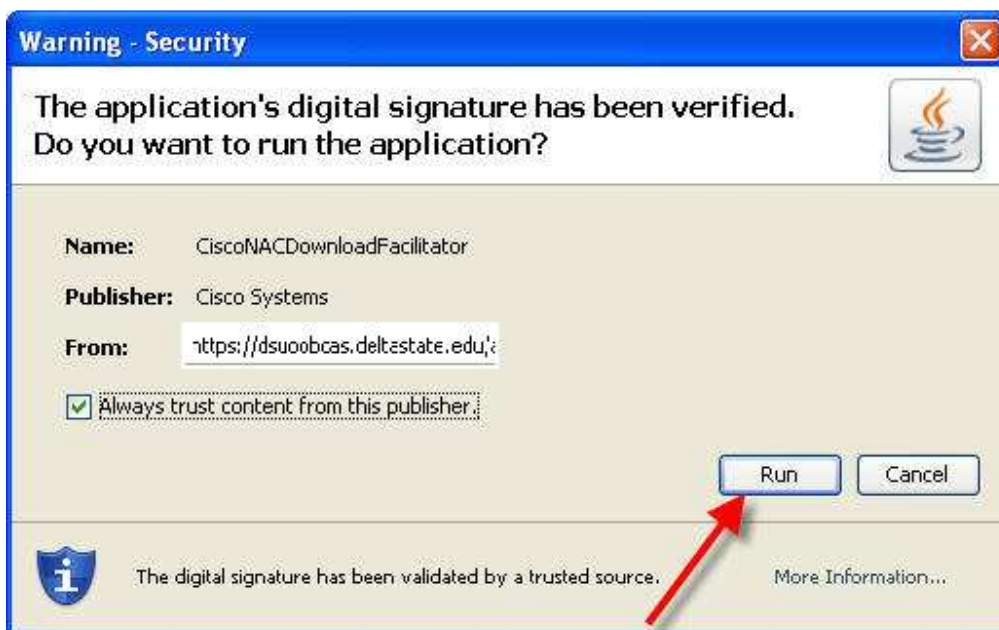 Warning - Security
The application's digital signature has been verified.
Do you want to run the application?
Name: CiscoNACDownloadFacilitator
Publisher: Cisco Systems
From: https://dsuoobcas.deltastate.edu/
Always trust content from this publisher.
Run Cancel
The digital signature has been validated by a trusted source. More Information...